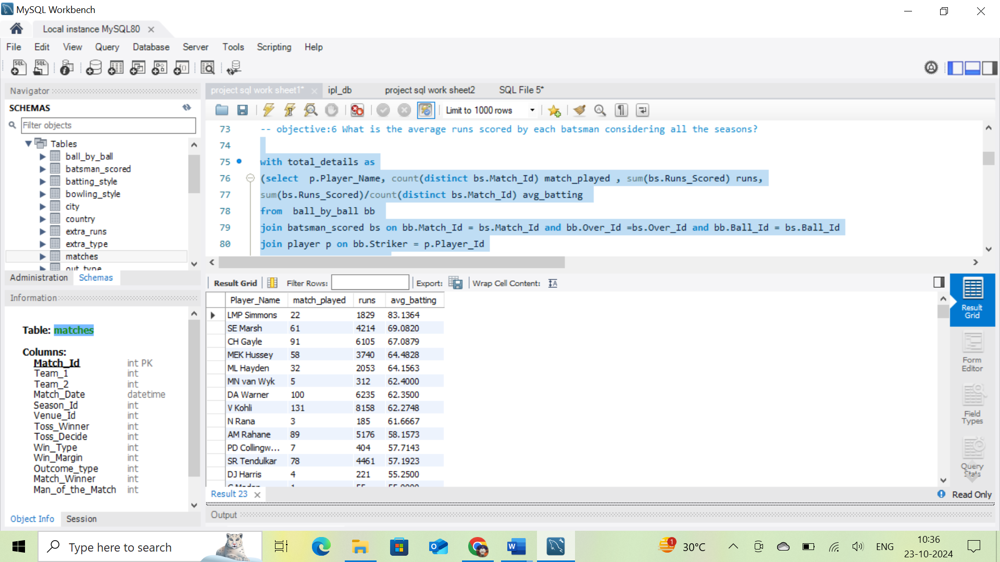 MySQL Workbench
Local instance MySQL80
File Edit View Query Database Server Tools Scripting Help
Navigator
SCHEMAS
Filter objects
Tables
ball_by_ball
batsman_scored
batting_style
bowling_style
city
country
extra_runs
extra_type
matches
out_type
Administration Schemas
Information
Table: matches
Columns:
Match_Id int PK
Team_1 int
Team_2 int
Match_Date datetime
Season_Id int
Venue_Id int
Toss_Winner int
Toss_Decide int
Win_Type int
Win_Margin int
Outcome_type int
Match_Winner int
Man_of_the_Match int
Object Info Session
project sql work sheet1* ipl_db project sql work sheet2 SQL File 5*
Limit to 1000 rows
73 -- objective:6 What is the average runs scored by each batsman considering all the seasons?
74
75 with total_details as
76 (select p.Player_Name, count(distinct bs.Match_Id) match_played , sum(bs.Runs_Scored) runs,
77 sum(bs.Runs_Scored)/count(distinct bs.Match_Id) avg_batting
78 from ball_by_ball bb
79 join batsman_scored bs on bb.Match_Id = bs.Match_Id and bb.Over_Id =bs.Over_Id and bb.Ball_Id = bs.Ball_Id
80 join player p on bb.Striker = p.Player_Id
Result Grid Filter Rows: Export: Wrap Cell Content:
Player_Name match_played runs avg_batting
LMP Simmons 22 1829 83.1364
SE Marsh 61 4214 69.0820
CH Gayle 91 6105 67.0879
MEK Hussey 58 3740 64.4828
ML Hayden 32 2053 64.1563
MN van Wyk 5 312 62.4000
DA Warner 100 6235 62.3500
V Kohli 131 8158 62.2748
N Rana 3 185 61.6667
AM Rahane 89 5176 58.1573
PD Collingw... 7 404 57.7143
SR Tendulkar 78 4461 57.1923
DJ Harris 4 221 55.2500
Result
Grid
Form
Editor
Field
Types
Query
Stats
Result 23
Read Only
Output
Type here to search
1
30°C
ENG
10:36
23-10-2024